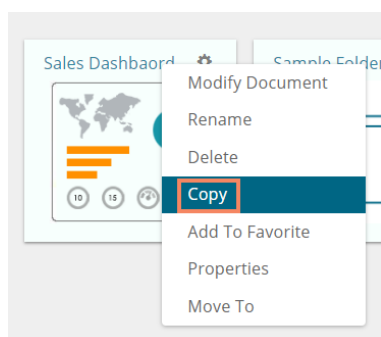 Sales Dashbaord
Sample Folder
Modify Document
Rename
Delete
Copy
Add To Favorite
Properties
Move To
10 15